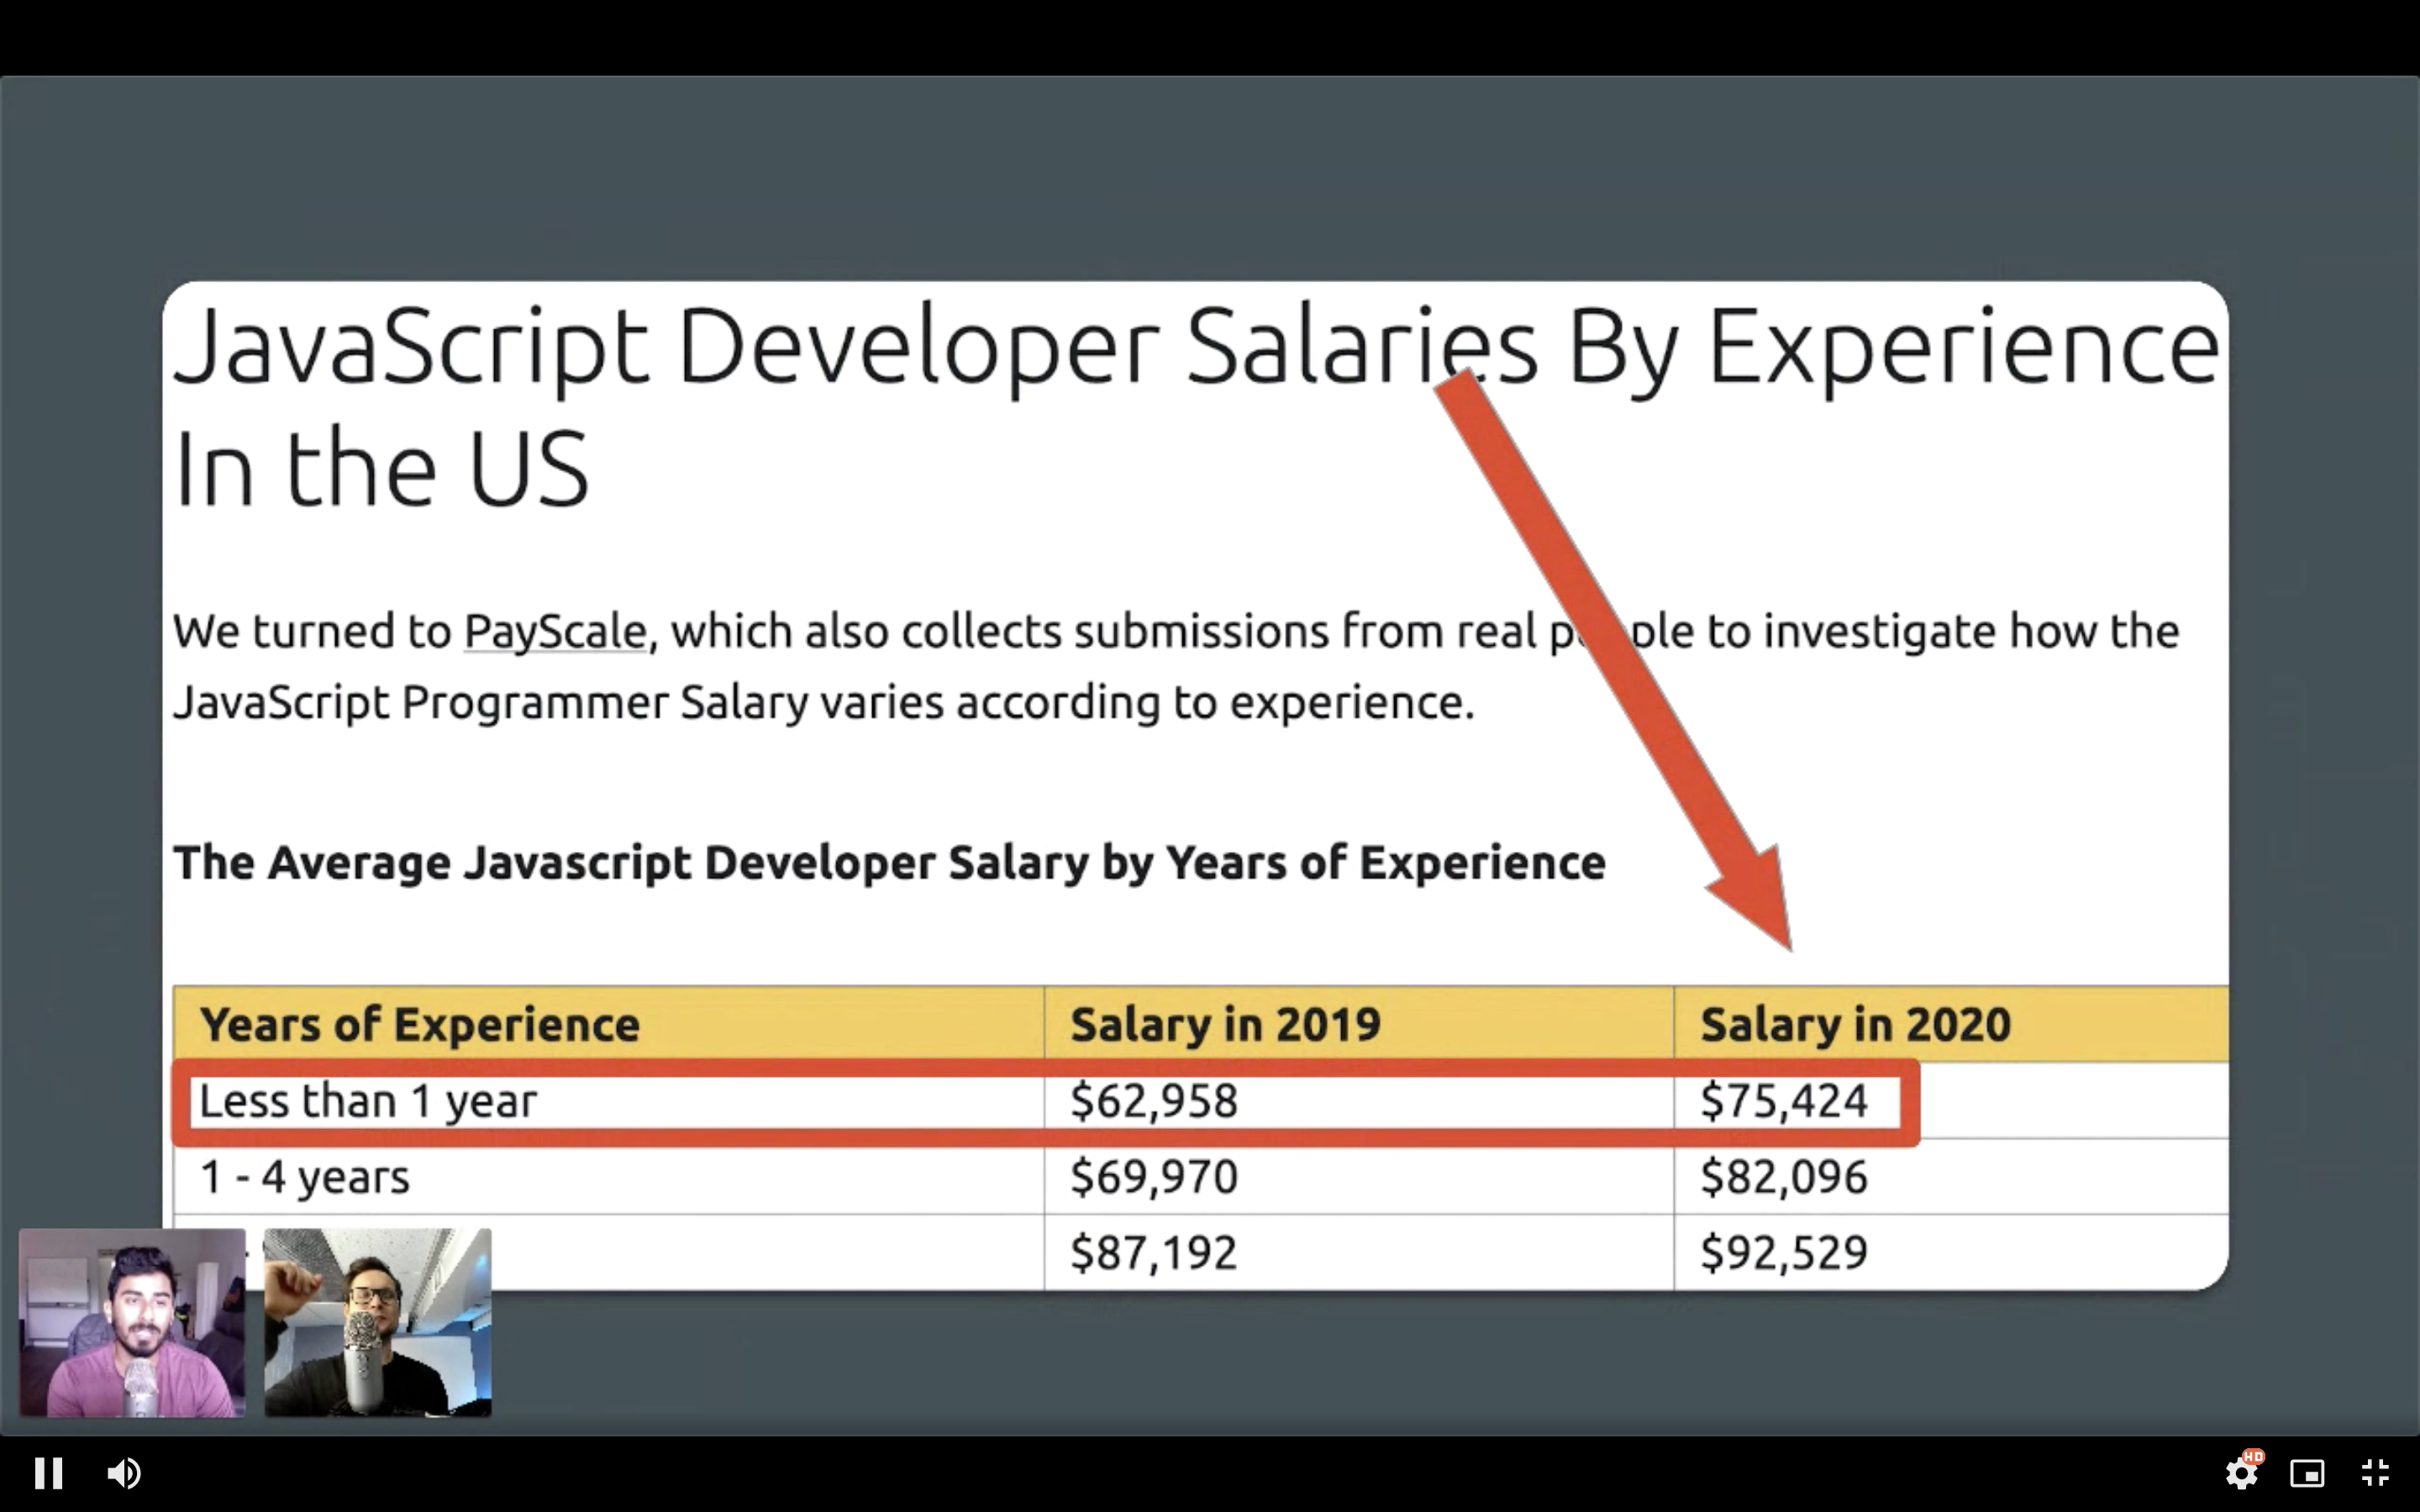 JavaScript Developer Salaries By Experience
In the US
We turned to PayScale, which also collects submissions from real people to investigate how the
JavaScript Programmer Salary varies according to experience.
The Average Javascript Developer Salary by Years of Experience
Years of Experience Salary in 2019 Salary in 2020
Less than 1 year $62,958 $75,424
1 - 4 years $69,970 $82,096
$87,192 $92,529
HD